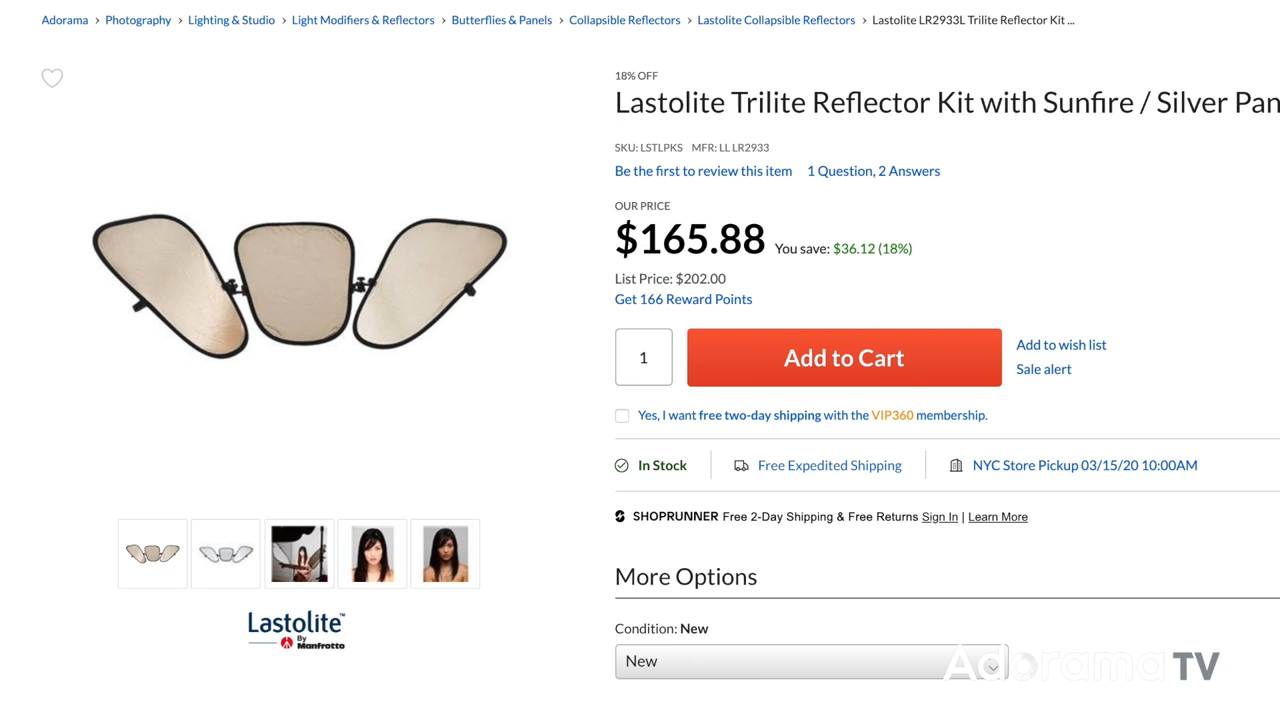 Adorama > Photography > Lighting & Studio > Light Modifiers & Reflectors > Butterflies & Panels > Collapsible Reflectors > Lastolite Collapsible Reflectors > Lastolite LR2933L Trilite Reflector Kit ...
18% OFF
Lastolite Trilite Reflector Kit with Sunfire / Silver Pan
SKU: LSTLPKS MFR: LL LR2933
Be the first to review this item 1 Question, 2 Answers
OUR PRICE
$165.88 You save: $36.12 (18%)
List Price: $202.00
Get 166 Reward Points
1 Add to Cart
Add to wish list
Sale alert
Yes, I want free two-day shipping with the VIP360 membership.
In Stock Free Expedited Shipping NYC Store Pickup 03/15/20 10:00AM
SHOPRUNNER Free 2-Day Shipping & Free Returns Sign In | Learn More
More Options
Condition: New
New
Lastolite™
By
Manfrotto
Adorama TV